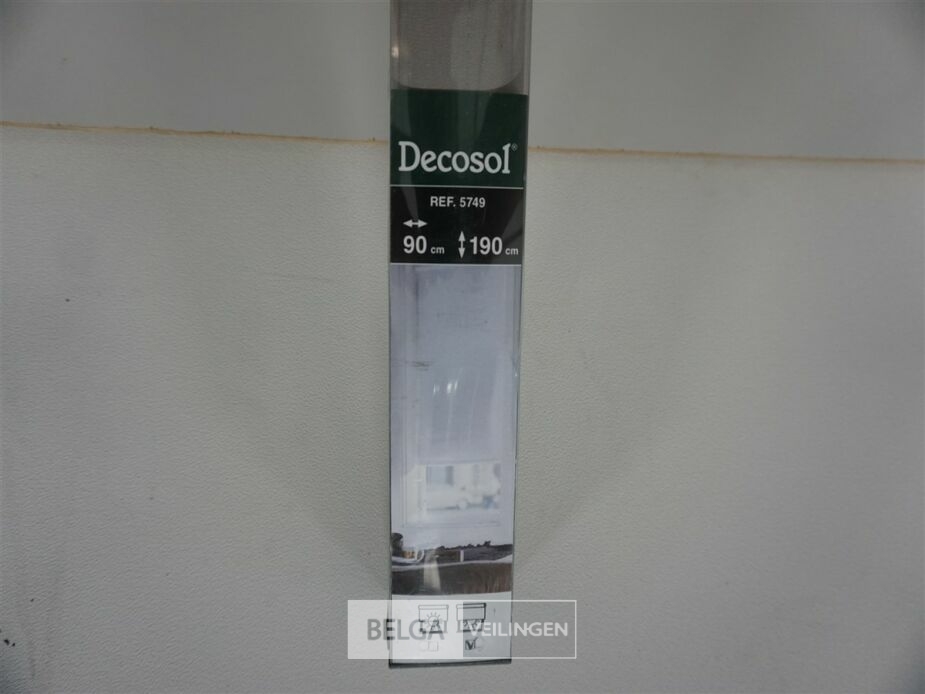 Decosol®
REF. 5749
90 cm 190 cm
BELGA VEILINGEN